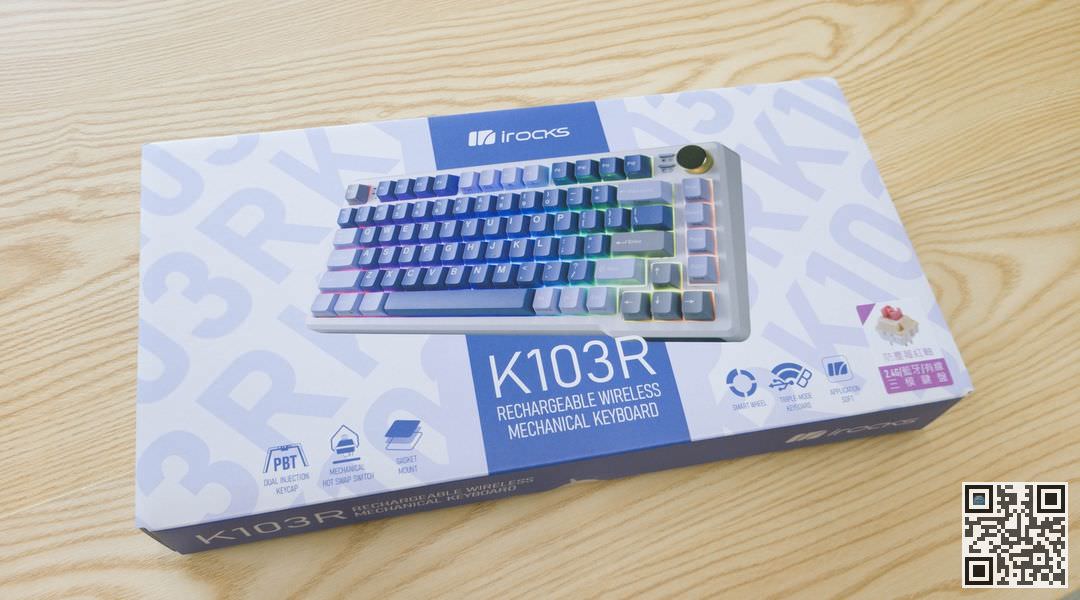 irocks
Q W E R T Y U I O P
A S D F G H J K L
Enter
Z X C V B N M
K103R
RECHARGEABLE WIRELESS
MECHANICAL KEYBOARD
PBT
DUAL INJECTION
KEYCAP
MECHANICAL
HOT SWAP SWITCH
GASKET
MOUNT
SMART WHEEL
TRIPLE-MODE
KEYBOARD
APPLICATION
SOFT
2.4G/藍牙/有線
三模鍵盤
K103R RECHARGEABLE WIRELESS
MECHANICAL KEYBOARD
irocks